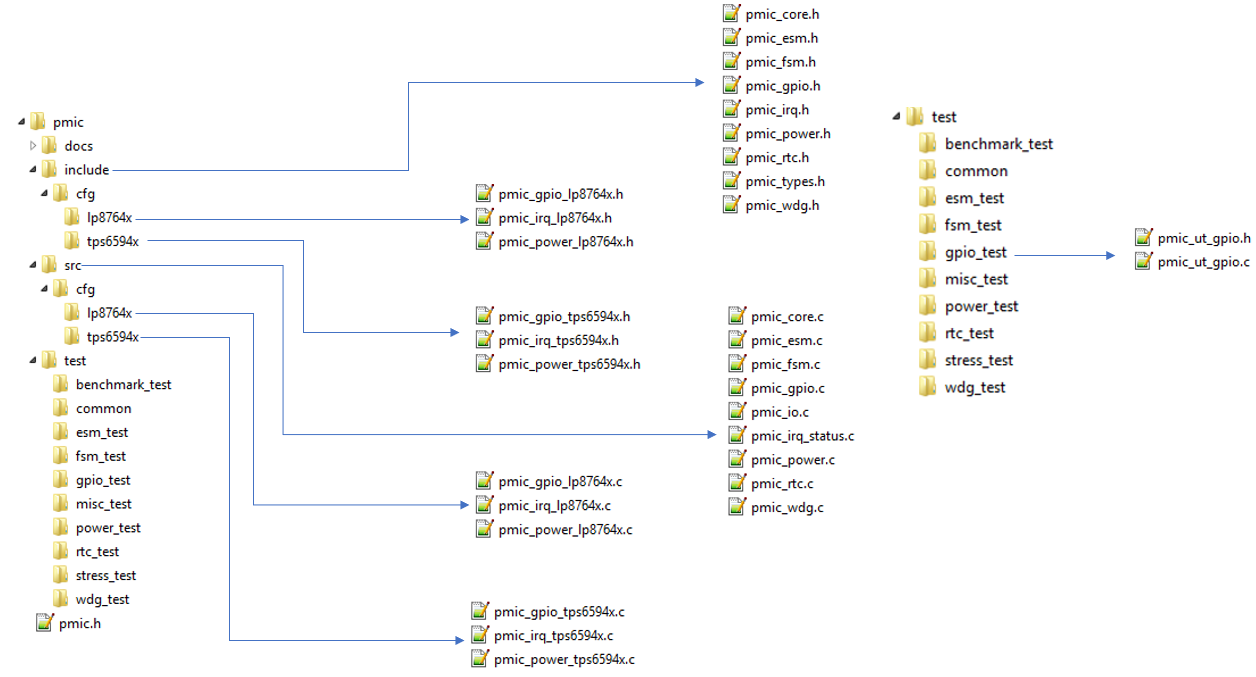 pmic
docs
include
cfg
lp8764x
tps6594x
src
cfg
lp8764x
tps6594x
test
benchmark_test
common
esm_test
fsm_test
gpio_test
misc_test
power_test
rtc_test
stress_test
wdg_test
pmic.h
pmic_gpio_lp8764x.h
pmic_irq_lp8764x.h
pmic_power_lp8764x.h
pmic_gpio_tps6594x.h
pmic_irq_tps6594x.h
pmic_power_tps6594x.h
pmic_gpio_lp8764x.c
pmic_irq_lp8764x.c
pmic_power_lp8764x.c
pmic_gpio_tps6594x.c
pmic_irq_tps6594x.c
pmic_power_tps6594x.c
pmic_core.h
pmic_esm.h
pmic_fsm.h
pmic_gpio.h
pmic_irq.h
pmic_power.h
pmic_rtc.h
pmic_types.h
pmic_wdg.h
pmic_core.c
pmic_esm.c
pmic_fsm.c
pmic_gpio.c
pmic_io.c
pmic_irq_status.c
pmic_power.c
pmic_rtc.c
pmic_wdg.c
test
benchmark_test
common
esm_test
fsm_test
gpio_test
misc_test
power_test
rtc_test
stress_test
wdg_test
pmic_ut_gpio.h
pmic_ut_gpio.c